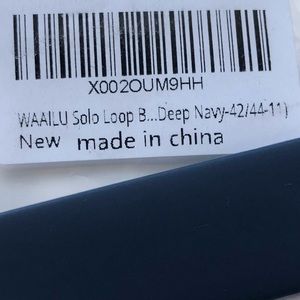 X002OUM9HH
WAAILU Solo Loop B...Deep Navy-42/44-11)
New made in china